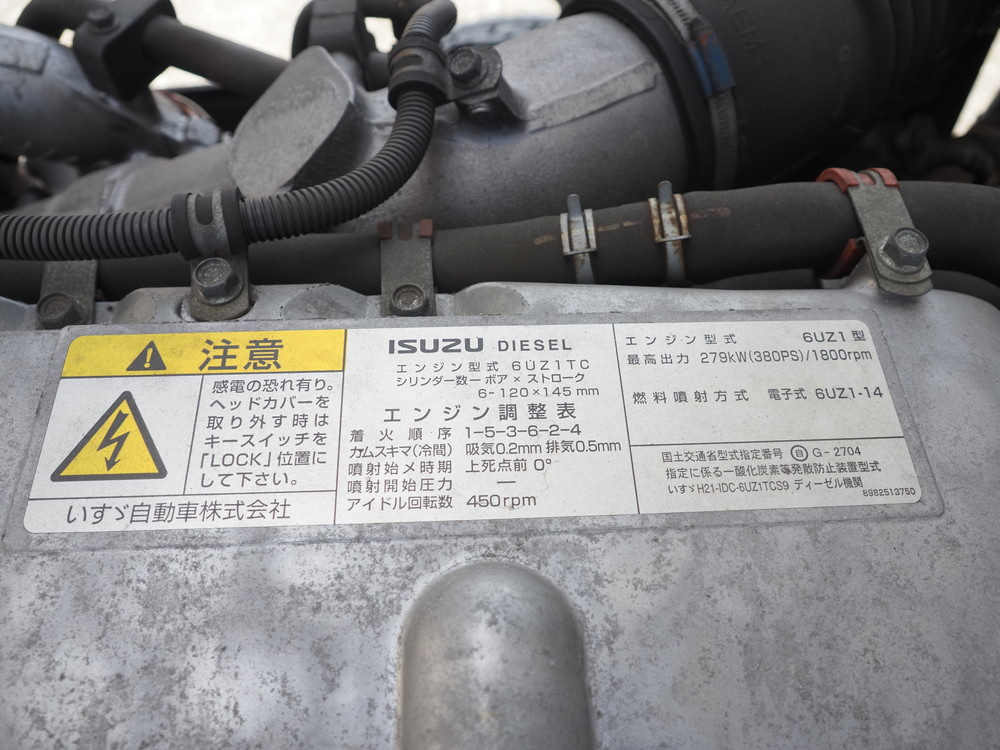 注意
感電の恐れ有り。
ヘッドカバーを
取り外す時は
キースイッチを
「LOCK」位置に
して下さい。
いすゞ自動車株式会社
ISUZU DIESEL
エンジン型式 6UZ1TC
シリンダー数－ボア×ストローク
6-120×145mm
エンジン調整表
着火順序 1-5-3-6-2-4
カムスキマ(冷間) 吸気0.2mm 排気0.5mm
噴射始メ時期 上死点前 0°
噴射開始圧力 ―
アイドル回転数 450rpm
エンジン型式 6UZ1型
最高出力 279kW(380PS)/1800rpm
燃料噴射方式 電子式 6UZ1-14
国土交通省型式指定番号 自 G-2704
指定に係る一酸化炭素等発散防止装置型式
いすゞH21-IDC-6UZ1TCS9 ディーゼル機関
8982513750